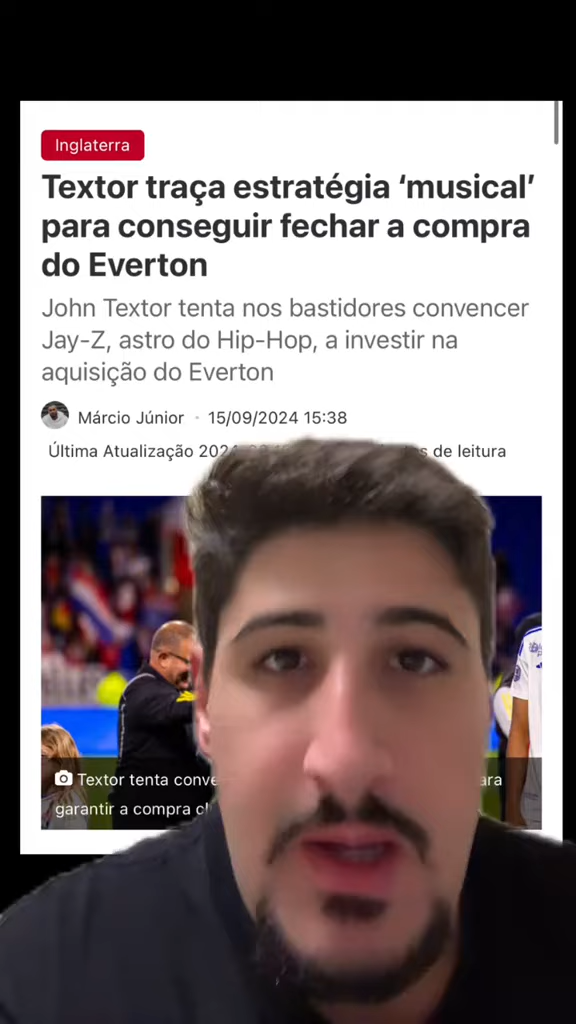 Inglaterra
Textor traça estratégia ‘musical’
para conseguir fechar a compra
do Everton
John Textor tenta nos bastidores convencer
Jay-Z, astro do Hip-Hop, a investir na
aquisição do Everton
Márcio Júnior • 15/09/2024 15:38
Última Atualização de leitura
Textor tenta
garantir a compra